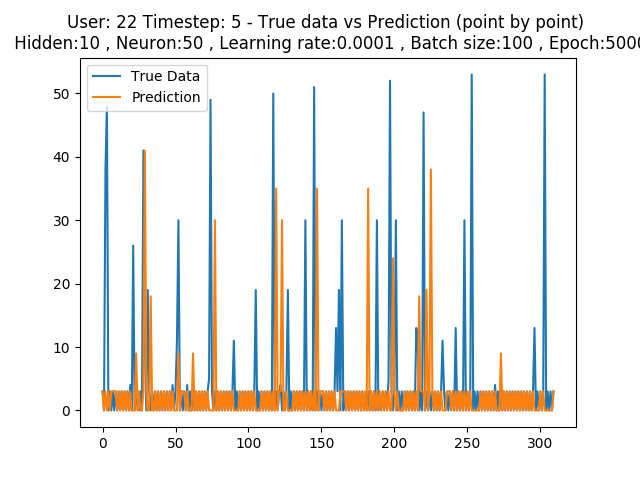 User: 22 Timestep: 5 - True data vs Prediction (point by point)
Hidden:10 , Neuron:50 , Learning rate:0.0001 , Batch size:100 , Epoch:5000
True Data
Prediction
50
40
30
20
10
0
0 50 100 150 200 250 300